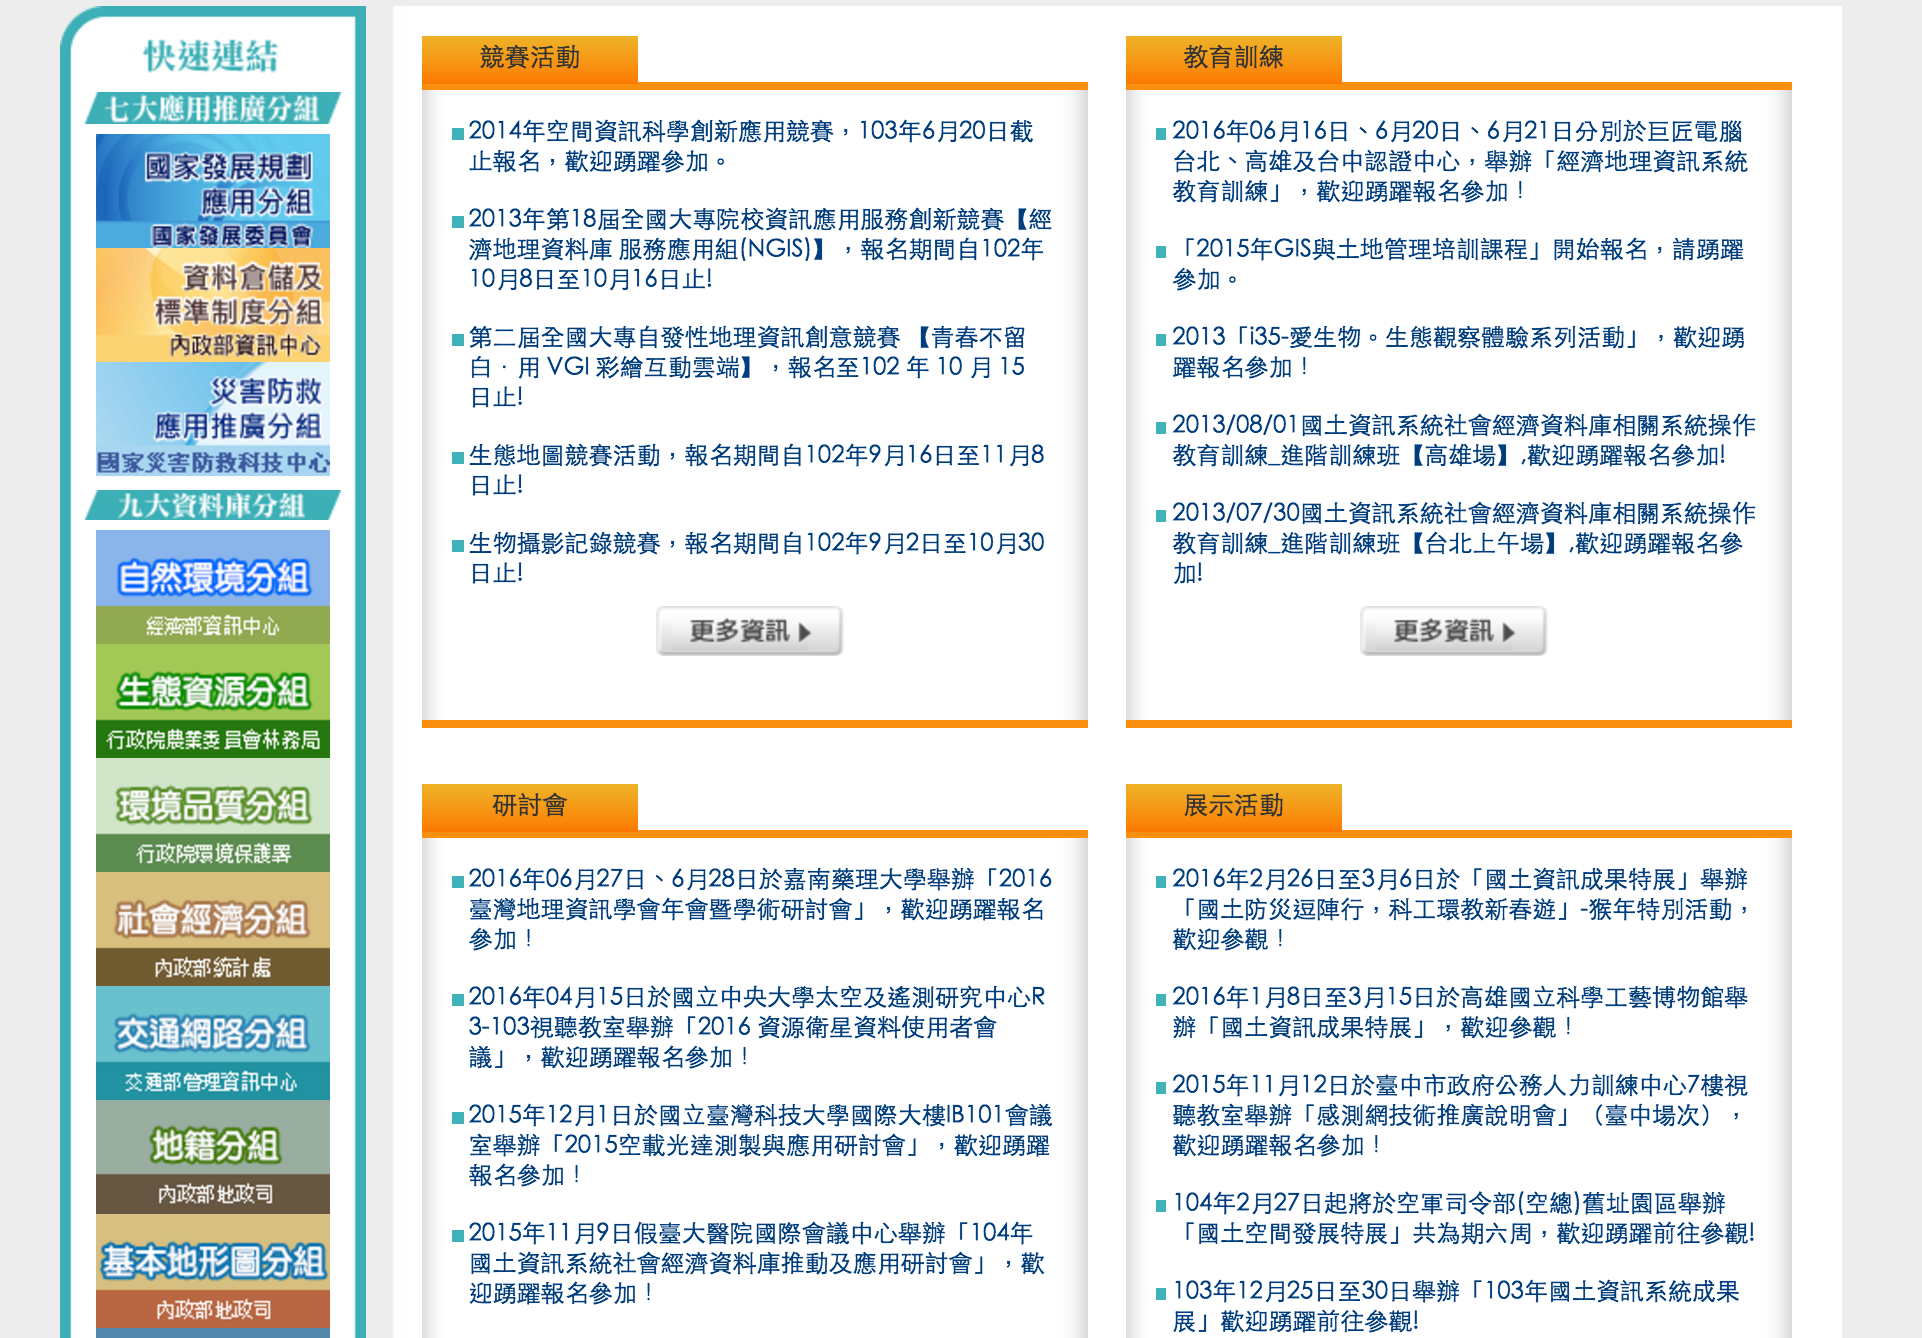 快速連結
七大應用推廣分組
國家發展規劃
應用分組
國家發展委員會
資料倉儲及
標準制度分組
內政部資訊中心
災害防救
應用推廣分組
國家災害防救科技中心
九大資料庫分組
自然環境分組
經濟部資訊中心
生態資源分組
行政院農業委員會林務局
環境品質分組
行政院環境保護署
社會經濟分組
內政部統計處
交通網路分組
交通部管理資訊中心
地籍分組
內政部地政司
基本地形圖分組
內政部地政司
競賽活動
2014年空間資訊科學創新應用競賽，103年6月20日截
止報名，歡迎踴躍參加。
2013年第18屆全國大專院校資訊應用服務創新競賽【經
濟地理資料庫 服務應用組(NGIS)】，報名期間自102年
10月8日至10月16日止!
第二屆全國大專自發性地理資訊創意競賽 【青春不留
白．用 VGI 彩繪互動雲端】，報名至102 年 10 月 15
日止!
生態地圖競賽活動，報名期間自102年9月16日至11月8
日止!
生物攝影記錄競賽，報名期間自102年9月2日至10月30
日止!
更多資訊
教育訓練
2016年06月16日、6月20日、6月21日分別於巨匠電腦
台北、高雄及台中認證中心，舉辦「經濟地理資訊系統
教育訓練」，歡迎踴躍報名參加！
「2015年GIS與土地管理培訓課程」開始報名，請踴躍
參加。
2013「i35-愛生物。生態觀察體驗系列活動」，歡迎踴
躍報名參加！
2013/08/01國土資訊系統社會經濟資料庫相關系統操作
教育訓練_進階訓練班【高雄場】,歡迎踴躍報名參加!
2013/07/30國土資訊系統社會經濟資料庫相關系統操作
教育訓練_進階訓練班【台北上午場】,歡迎踴躍報名參
加!
更多資訊
研討會
2016年06月27日、6月28日於嘉南藥理大學舉辦「2016
臺灣地理資訊學會年會暨學術研討會」，歡迎踴躍報名
參加！
2016年04月15日於國立中央大學太空及遙測研究中心R
3-103視聽教室舉辦「2016 資源衛星資料使用者會
議」，歡迎踴躍報名參加！
2015年12月1日於國立臺灣科技大學國際大樓IB101會議
室舉辦「2015空載光達測製與應用研討會」，歡迎踴躍
報名參加！
2015年11月9日假臺大醫院國際會議中心舉辦「104年
國土資訊系統社會經濟資料庫推動及應用研討會」，歡
迎踴躍報名參加！
展示活動
2016年2月26日至3月6日於「國土資訊成果特展」舉辦
「國土防災逗陣行，科工環教新春遊」-猴年特別活動，
歡迎參觀！
2016年1月8日至3月15日於高雄國立科學工藝博物館舉
辦「國土資訊成果特展」，歡迎參觀！
2015年11月12日於臺中市政府公務人力訓練中心7樓視
聽教室舉辦「感測網技術推廣說明會」（臺中場次），
歡迎踴躍報名參加！
104年2月27日起將於空軍司令部(空總)舊址園區舉辦
「國土空間發展特展」共為期六周，歡迎踴躍前往參觀!
103年12月25日至30日舉辦「103年國土資訊系統成果
展」歡迎踴躍前往參觀!